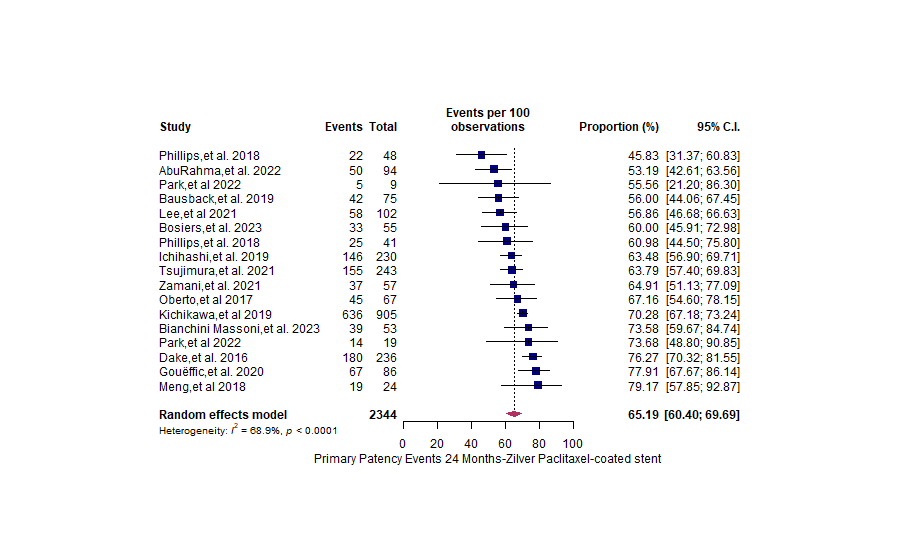 Events per 100
Study Events Total observations Proportion (%) 95% C.I.
Phillips,et al. 2018 22 48 45.83 [31.37; 60.83]
AbuRahma,et al. 2022 50 94 53.19 [42.61; 63.56]
Park,et al 2022 5 9 55.56 [21.20; 86.30]
Bausback,et al. 2019 42 75 56.00 [44.06; 67.45]
Lee,et al 2021 58 102 56.86 [46.68; 66.63]
Bosiers,et al. 2023 33 55 60.00 [45.91; 72.98]
Phillips,et al. 2018 25 41 60.98 [44.50; 75.80]
Ichihashi,et al. 2019 146 230 63.48 [56.90; 69.71]
Tsujimura,et al. 2021 155 243 63.79 [57.40; 69.83]
Zamani,et al. 2021 37 57 64.91 [51.13; 77.09]
Oberto,et al 2017 45 67 67.16 [54.60; 78.15]
Kichikawa,et al 2019 636 905 70.28 [67.18; 73.24]
Bianchini Massoni,et al. 2023 39 53 73.58 [59.67; 84.74]
Park,et al 2022 14 19 73.68 [48.80; 90.85]
Dake,et al. 2016 180 236 76.27 [70.32; 81.55]
Gouëffic,et al. 2020 67 86 77.91 [67.67; 86.14]
Meng,et al 2018 19 24 79.17 [57.85; 92.87]
Random effects model 2344 65.19 [60.40; 69.69]
Heterogeneity: I² = 68.9%, p < 0.0001
0 20 40 60 80 100
Primary Patency Events 24 Months-Zilver Paclitaxel-coated stent